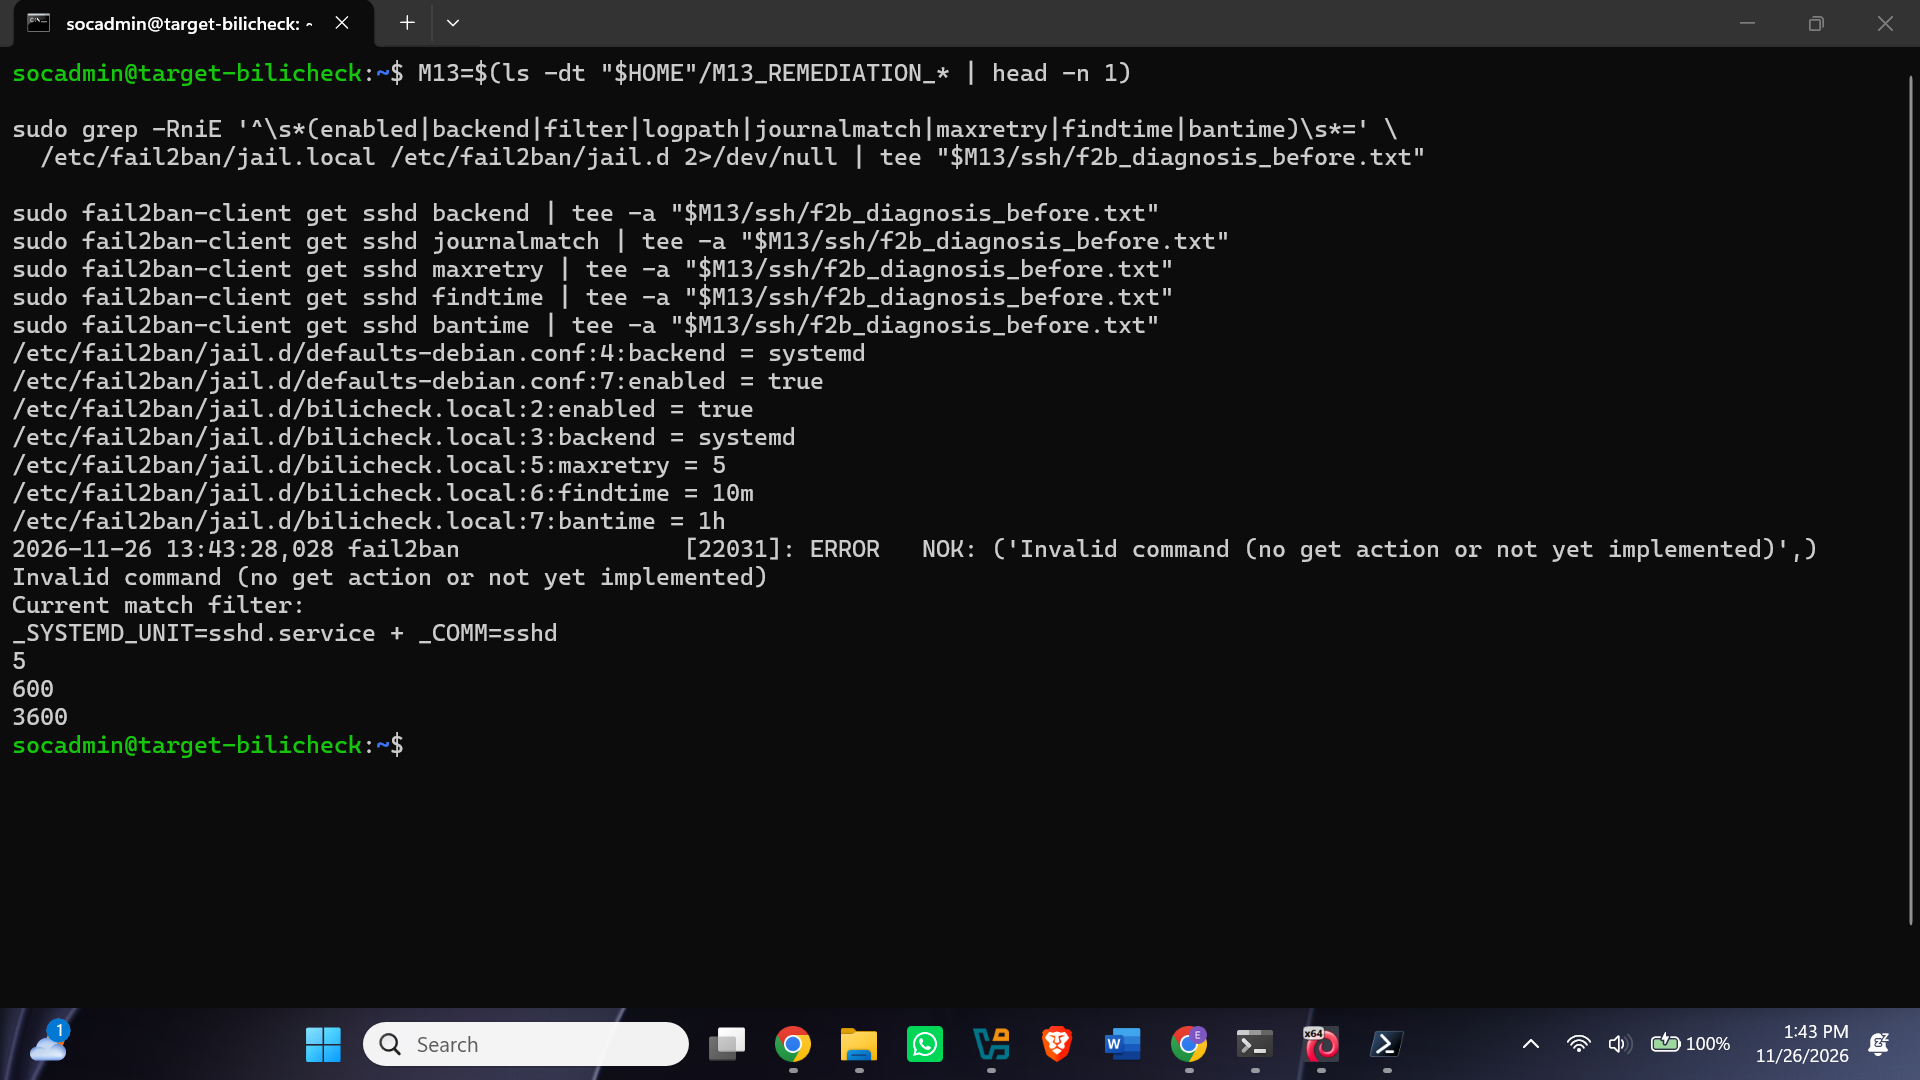 socadmin@target-bilicheck: ~
socadmin@target-bilicheck:~$ M13=$(ls -dt "$HOME"/M13_REMEDIATION_* | head -n 1)
sudo grep -RniE '^\s*(enabled|backend|filter|logpath|journalmatch|maxretry|findtime|bantime)\s*=' \
/etc/fail2ban/jail.local /etc/fail2ban/jail.d 2>/dev/null | tee "$M13/ssh/f2b_diagnosis_before.txt"
sudo fail2ban-client get sshd backend | tee -a "$M13/ssh/f2b_diagnosis_before.txt"
sudo fail2ban-client get sshd journalmatch | tee -a "$M13/ssh/f2b_diagnosis_before.txt"
sudo fail2ban-client get sshd maxretry | tee -a "$M13/ssh/f2b_diagnosis_before.txt"
sudo fail2ban-client get sshd findtime | tee -a "$M13/ssh/f2b_diagnosis_before.txt"
sudo fail2ban-client get sshd bantime | tee -a "$M13/ssh/f2b_diagnosis_before.txt"
/etc/fail2ban/jail.d/defaults-debian.conf:4:backend = systemd
/etc/fail2ban/jail.d/defaults-debian.conf:7:enabled = true
/etc/fail2ban/jail.d/bilicheck.local:2:enabled = true
/etc/fail2ban/jail.d/bilicheck.local:3:backend = systemd
/etc/fail2ban/jail.d/bilicheck.local:5:maxretry = 5
/etc/fail2ban/jail.d/bilicheck.local:6:findtime = 10m
/etc/fail2ban/jail.d/bilicheck.local:7:bantime = 1h
2026-11-26 13:43:28,028 fail2ban [22031]: ERROR NOK: ('Invalid command (no get action or not yet implemented)',)
Invalid command (no get action or not yet implemented)
Current match filter:
_SYSTEMD_UNIT=sshd.service + _COMM=sshd
5
600
3600
socadmin@target-bilicheck:~$
1
Search
W
E
x64
100%
1:43 PM
11/26/2026